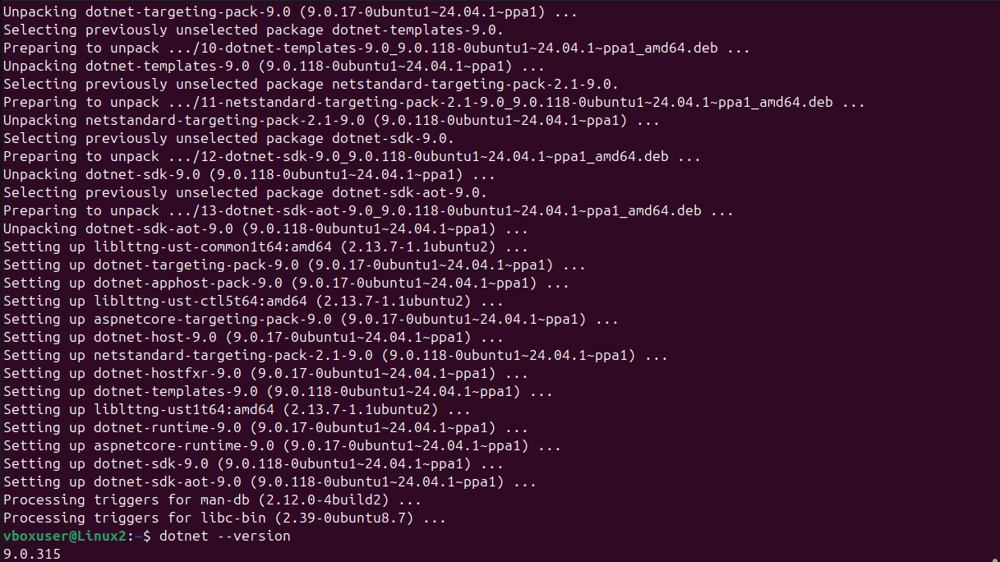 Unpacking dotnet-targeting-pack-9.0 (9.0.17-0ubuntu1~24.04.1~ppa1) ...
Selecting previously unselected package dotnet-templates-9.0.
Preparing to unpack .../10-dotnet-templates-9.0_9.0.118-0ubuntu1~24.04.1~ppa1_amd64.deb ...
Unpacking dotnet-templates-9.0 (9.0.118-0ubuntu1~24.04.1~ppa1) ...
Selecting previously unselected package netstandard-targeting-pack-2.1-9.0.
Preparing to unpack .../11-netstandard-targeting-pack-2.1-9.0_9.0.118-0ubuntu1~24.04.1~ppa1_amd64.deb ...
Unpacking netstandard-targeting-pack-2.1-9.0 (9.0.118-0ubuntu1~24.04.1~ppa1) ...
Selecting previously unselected package dotnet-sdk-9.0.
Preparing to unpack .../12-dotnet-sdk-9.0_9.0.118-0ubuntu1~24.04.1~ppa1_amd64.deb ...
Unpacking dotnet-sdk-9.0 (9.0.118-0ubuntu1~24.04.1~ppa1) ...
Selecting previously unselected package dotnet-sdk-aot-9.0.
Preparing to unpack .../13-dotnet-sdk-aot-9.0_9.0.118-0ubuntu1~24.04.1~ppa1_amd64.deb ...
Unpacking dotnet-sdk-aot-9.0 (9.0.118-0ubuntu1~24.04.1~ppa1) ...
Setting up liblttng-ust-common1t64:amd64 (2.13.7-1.1ubuntu2) ...
Setting up dotnet-targeting-pack-9.0 (9.0.17-0ubuntu1~24.04.1~ppa1) ...
Setting up dotnet-apphost-pack-9.0 (9.0.17-0ubuntu1~24.04.1~ppa1) ...
Setting up liblttng-ust-ctl5t64:amd64 (2.13.7-1.1ubuntu2) ...
Setting up aspnetcore-targeting-pack-9.0 (9.0.17-0ubuntu1~24.04.1~ppa1) ...
Setting up dotnet-host-9.0 (9.0.17-0ubuntu1~24.04.1~ppa1) ...
Setting up netstandard-targeting-pack-2.1-9.0 (9.0.118-0ubuntu1~24.04.1~ppa1) ...
Setting up dotnet-hostfxr-9.0 (9.0.17-0ubuntu1~24.04.1~ppa1) ...
Setting up dotnet-templates-9.0 (9.0.118-0ubuntu1~24.04.1~ppa1) ...
Setting up liblttng-ust1t64:amd64 (2.13.7-1.1ubuntu2) ...
Setting up dotnet-runtime-9.0 (9.0.17-0ubuntu1~24.04.1~ppa1) ...
Setting up aspnetcore-runtime-9.0 (9.0.17-0ubuntu1~24.04.1~ppa1) ...
Setting up dotnet-sdk-9.0 (9.0.118-0ubuntu1~24.04.1~ppa1) ...
Setting up dotnet-sdk-aot-9.0 (9.0.118-0ubuntu1~24.04.1~ppa1) ...
Processing triggers for man-db (2.12.0-4build2) ...
Processing triggers for libc-bin (2.39-0ubuntu8.7) ...
vboxuser@Linux2:~$ dotnet --version
9.0.315